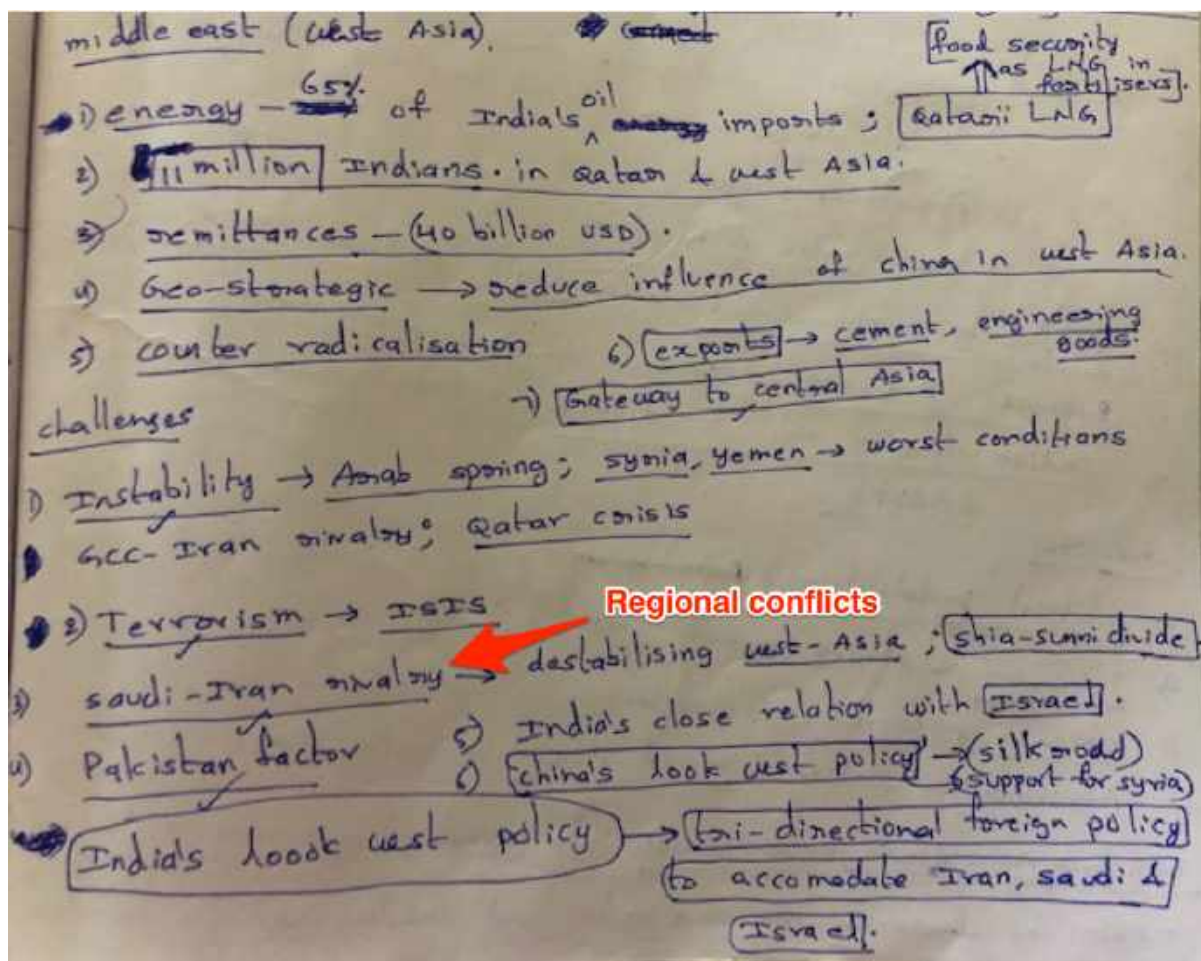 middle east (West Asia).
food security
as LNG in
fertilisers].
1) energy - 65% of India's oil imports ; Qatarii LNG
2) 11 million Indians. in Qatar & west Asia.
3) remittances - (40 billion USD).
4) Geo-strategic → reduce influence of china in west Asia.
5) counter radicalisation
6) exports → cement, engineering
goods.
7) Gateway to central Asia
challenges
1) Instability → Arab spring; syria, yemen → worst conditions
GCC- Iran rivalry; Qatar crisis
2) Terrorism → ISIS
Regional conflicts
3) saudi-Iran rivalry → destabilising west-Asia ; shia-sunni divide.
4) Pakistan factor
5) India's close relation with Israel.
6) china's look west policy → (silk road)
(support for syria)
India's loook west policy → tri-directional foreign policy
to accomodate Iran, saudi &
Israel.